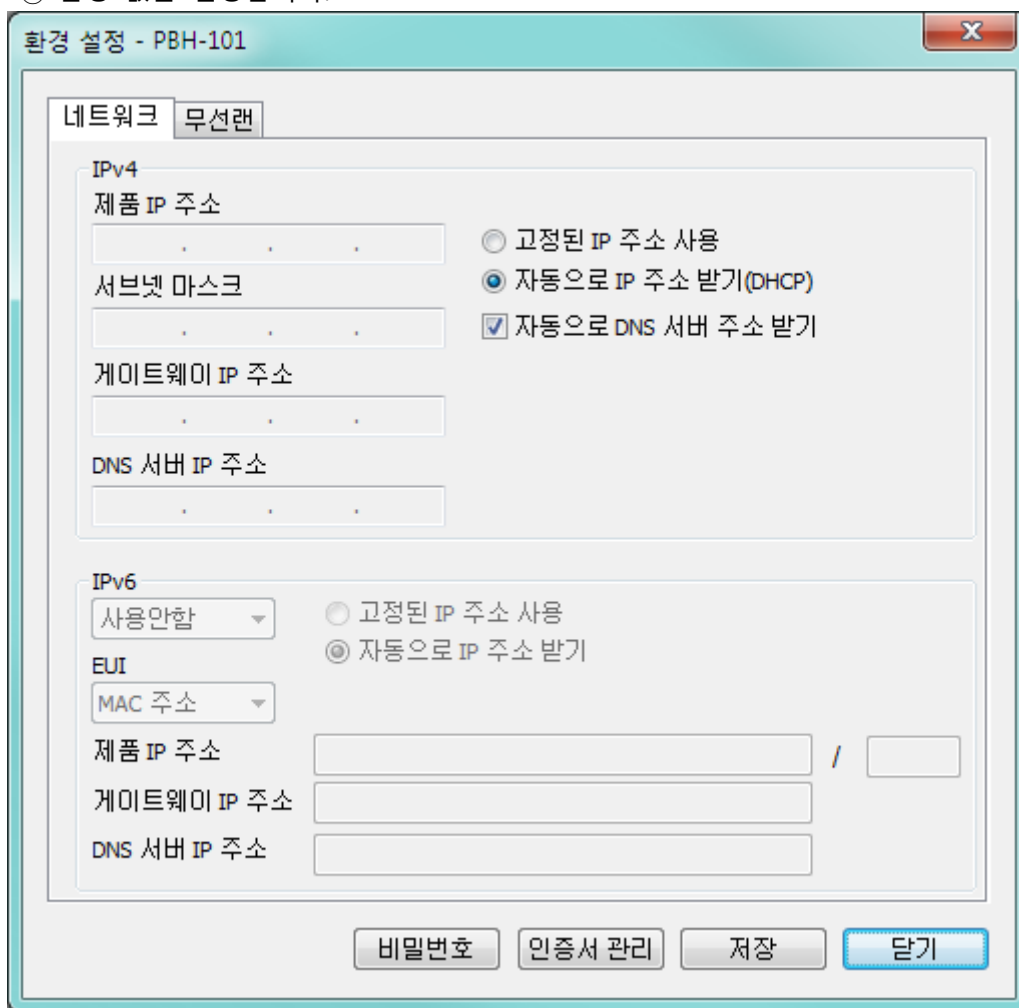 환경 설정 - PBH-101
네트워크 무선랜
IPv4
제품 IP 주소
. . .
고정된 IP 주소 사용
서브넷 마스크
자동으로 IP 주소 받기(DHCP)
. . .
자동으로 DNS 서버 주소 받기
게이트웨이 IP 주소
. . .
DNS 서버 IP 주소
. . .
IPv6
사용안함
고정된 IP 주소 사용
자동으로 IP 주소 받기
EUI
MAC 주소
제품 IP 주소 /
게이트웨이 IP 주소
DNS 서버 IP 주소
비밀번호 인증서 관리 저장 닫기